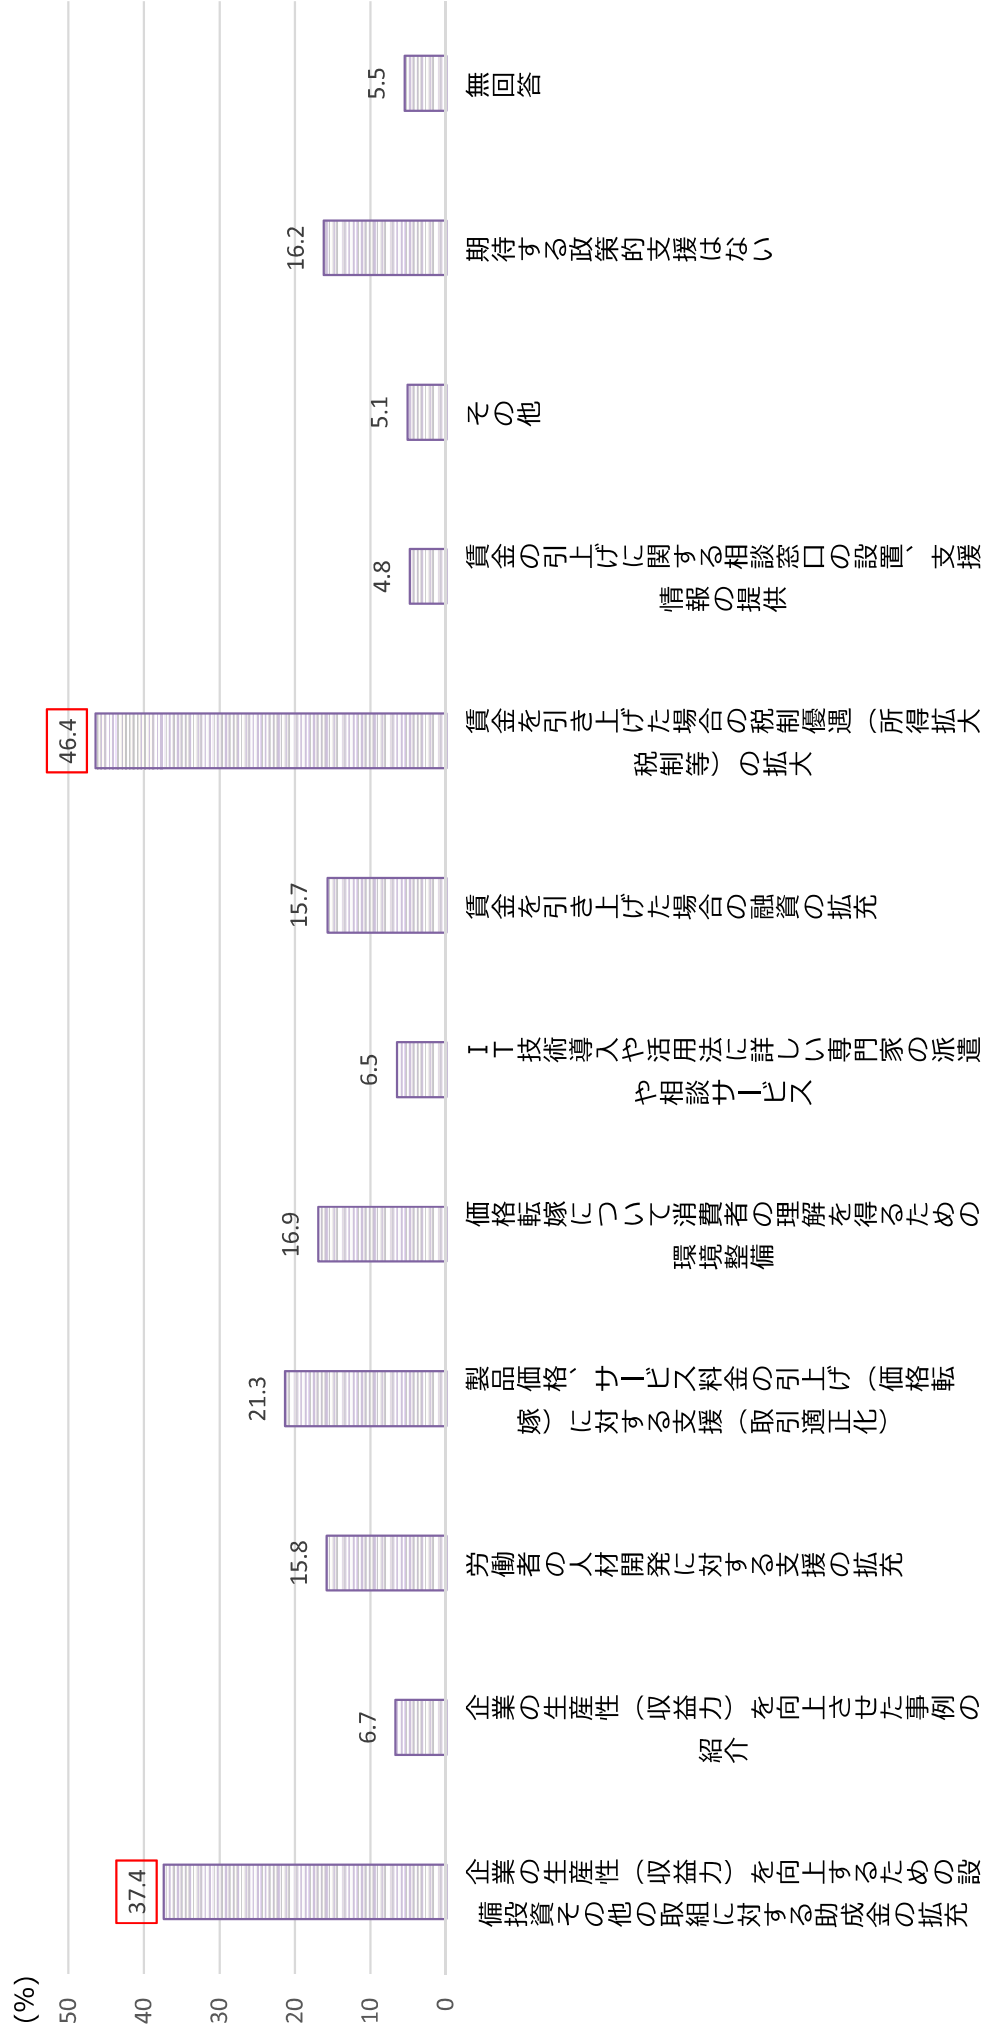 (%)
50
40
30
20
10
0
37.4
6.7
15.8
21.3
16.9
6.5
15.7
46.4
4.8
5.1
16.2
5.5
企業の生産性（収益力）を向上するための設
備投資その他の取組に対する助成金の拡充
企業の生産性（収益力）を向上させた事例の
紹介
労働者の人材開発に対する支援の拡充
製品価格、サービス料金の引上げ（価格転
嫁）に対する支援（取引適正化）
価格転嫁について消費者の理解を得るための
環境整備
ＩＴ技術導入や活用法に詳しい専門家の派遣
や相談サービス
賃金を引き上げた場合の融資の拡充
賃金を引き上げた場合の税制優遇（所得拡大
税制等）の拡大
賃金の引上げに関する相談窓口の設置、支援
情報の提供
その他
期待する政策的支援はない
無回答